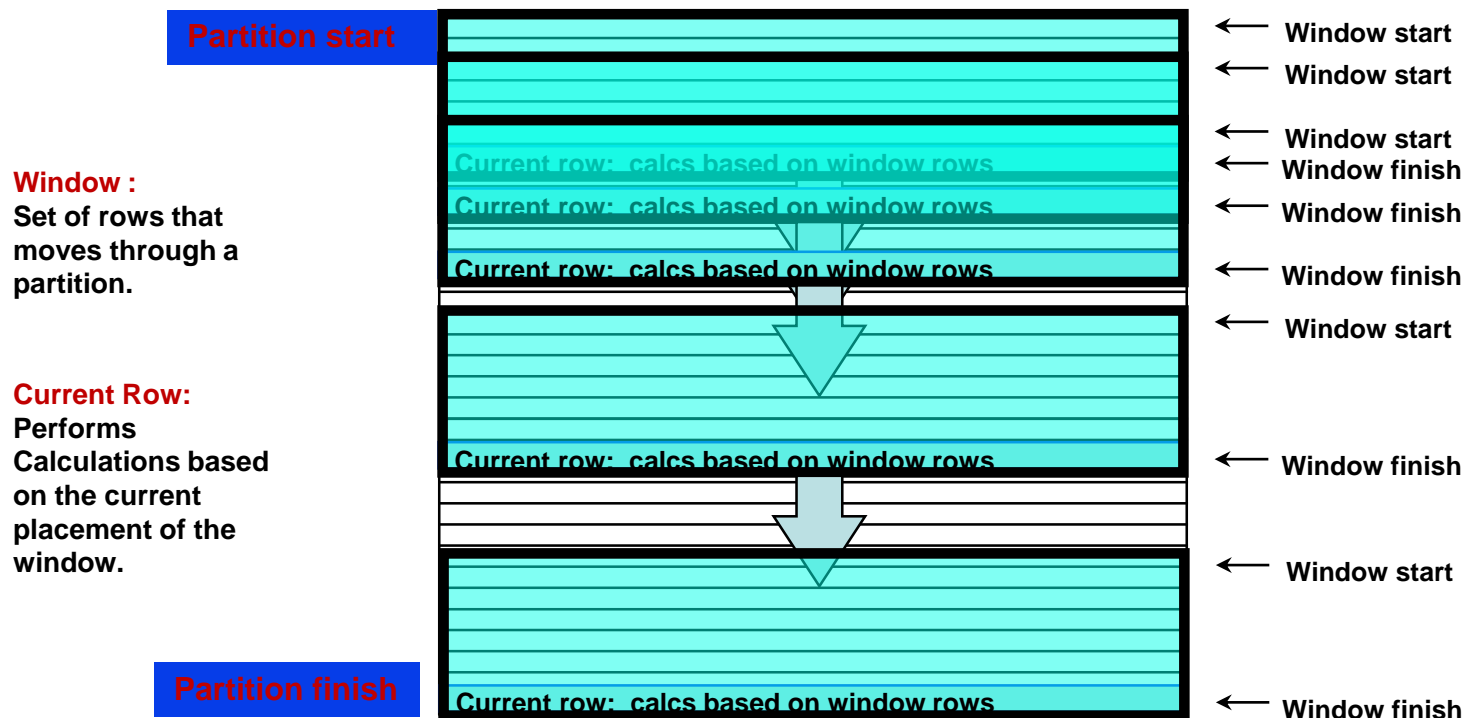 Partition start
Window start
Window start
Window start
Current row: calcs based on window rows
Window finish
Window :
Set of rows that
moves through a
partition.
Current row: calcs based on window rows
Window finish
Current row: calcs based on window rows
Window finish
Window start
Current Row:
Performs
Calculations based
on the current
placement of the
window.
Current row: calcs based on window rows
Window finish
Window start
Partition finish
Current row: calcs based on window rows
Window finish